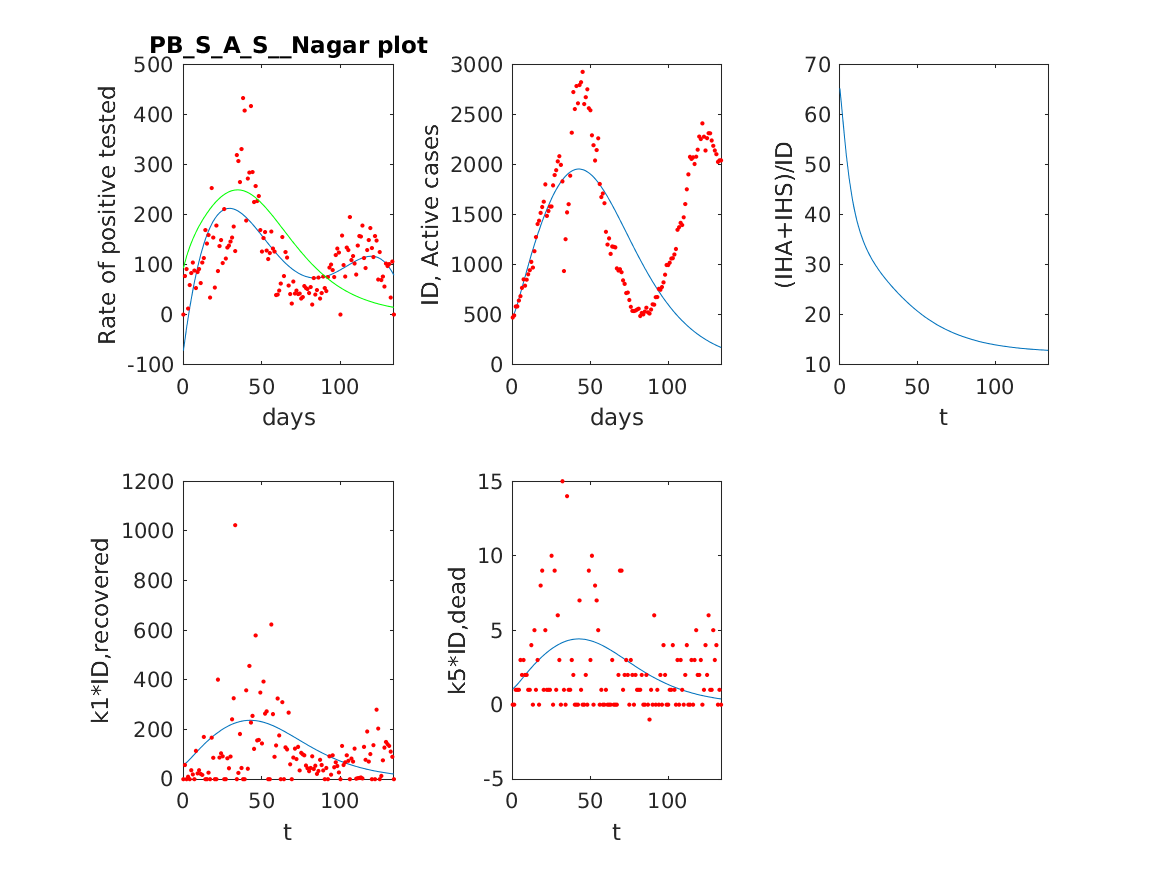 PB_S_A_S__Nagar plot
Rate of positive tested
500
400
300
200
100
0
-100
0 50 100
days
ID, Active cases
3000
2500
2000
1500
1000
500
0
0 50 100
days
(IHA+IHS)/ID
70
60
50
40
30
20
10
0 50 100
t
k1*ID,recovered
1200
1000
800
600
400
200
0
0 50 100
t
k5*ID,dead
15
10
5
0
-5
0 50 100
t